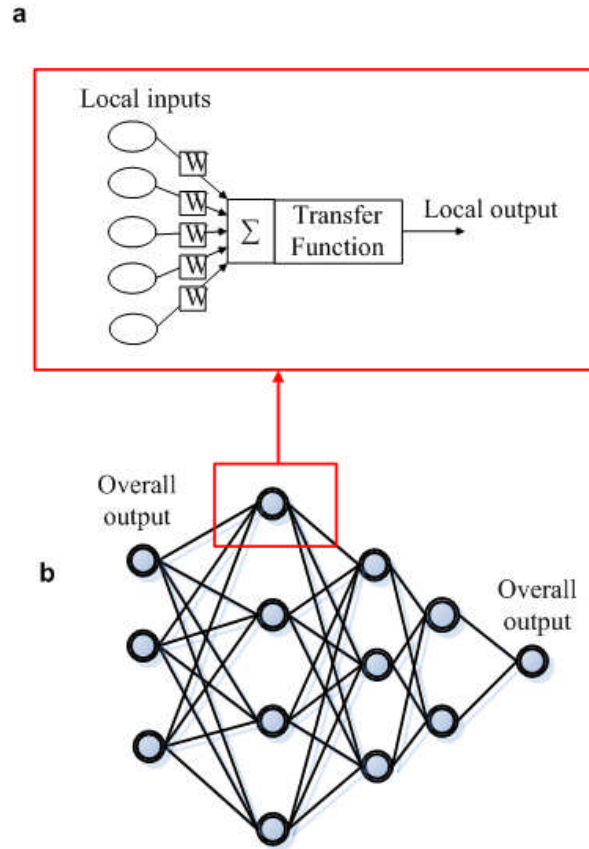 a
Local inputs
W
W
W
W
W
Σ
Transfer
Function
Local output
Overall
output
b
Overall
output